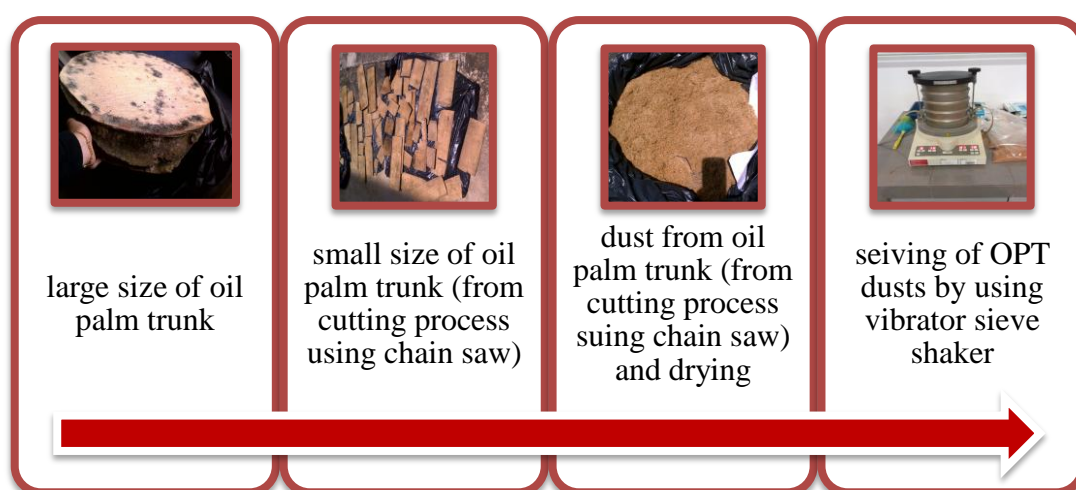 large size of oil
palm trunk
small size of oil
palm trunk (from
cutting process
using chain saw)
dust from oil
palm trunk (from
cutting process
suing chain saw)
and drying
seiving of OPT
dusts by using
vibrator sieve
shaker